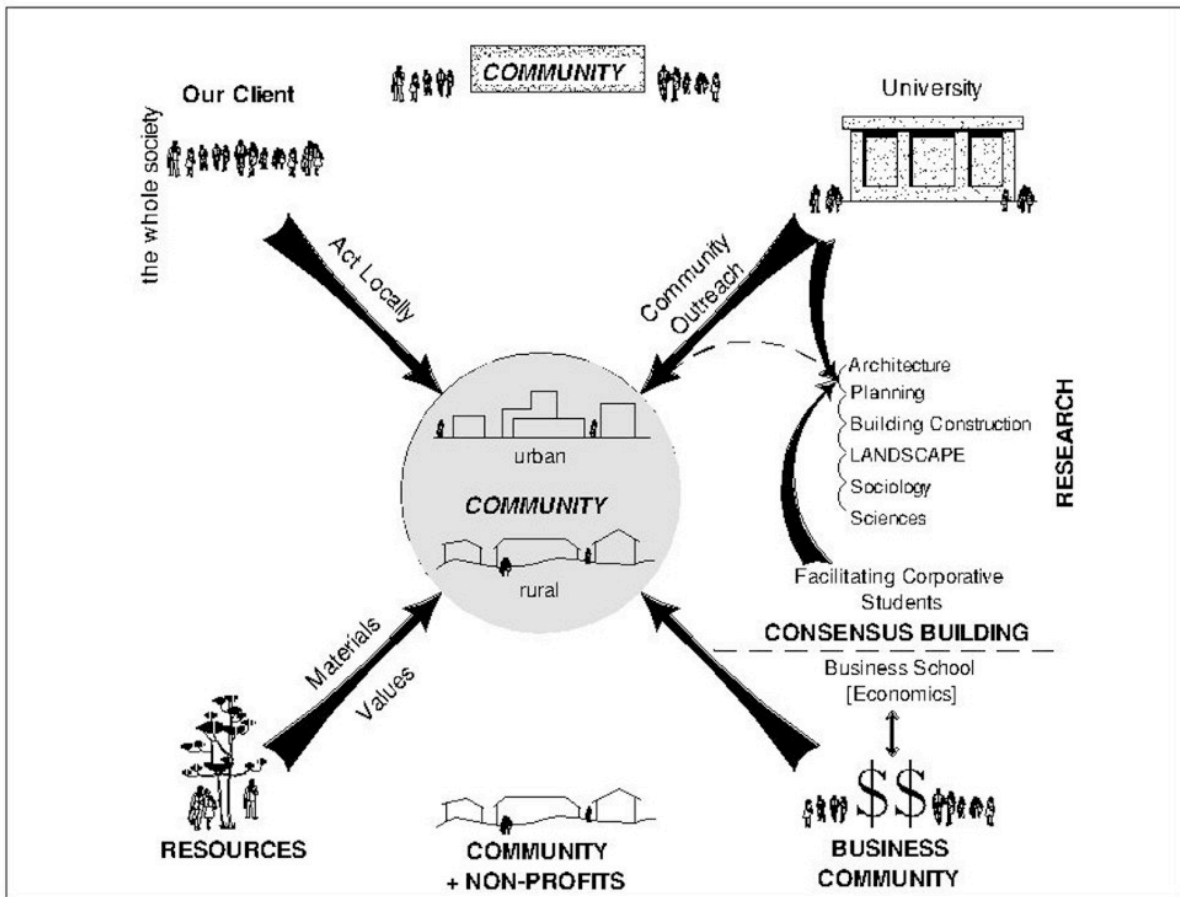 COMMUNITY
Our Client
the whole society
University
Act Locally
Community
Outreach
Architecture
Planning
Building Construction
LANDSCAPE
Sociology
Sciences
RESEARCH
urban
COMMUNITY
rural
Facilitating Corporative
Students
CONSENSUS BUILDING
Business School
[Economics]
Materials
Values
$$
RESOURCES
COMMUNITY
+ NON-PROFITS
BUSINESS
COMMUNITY